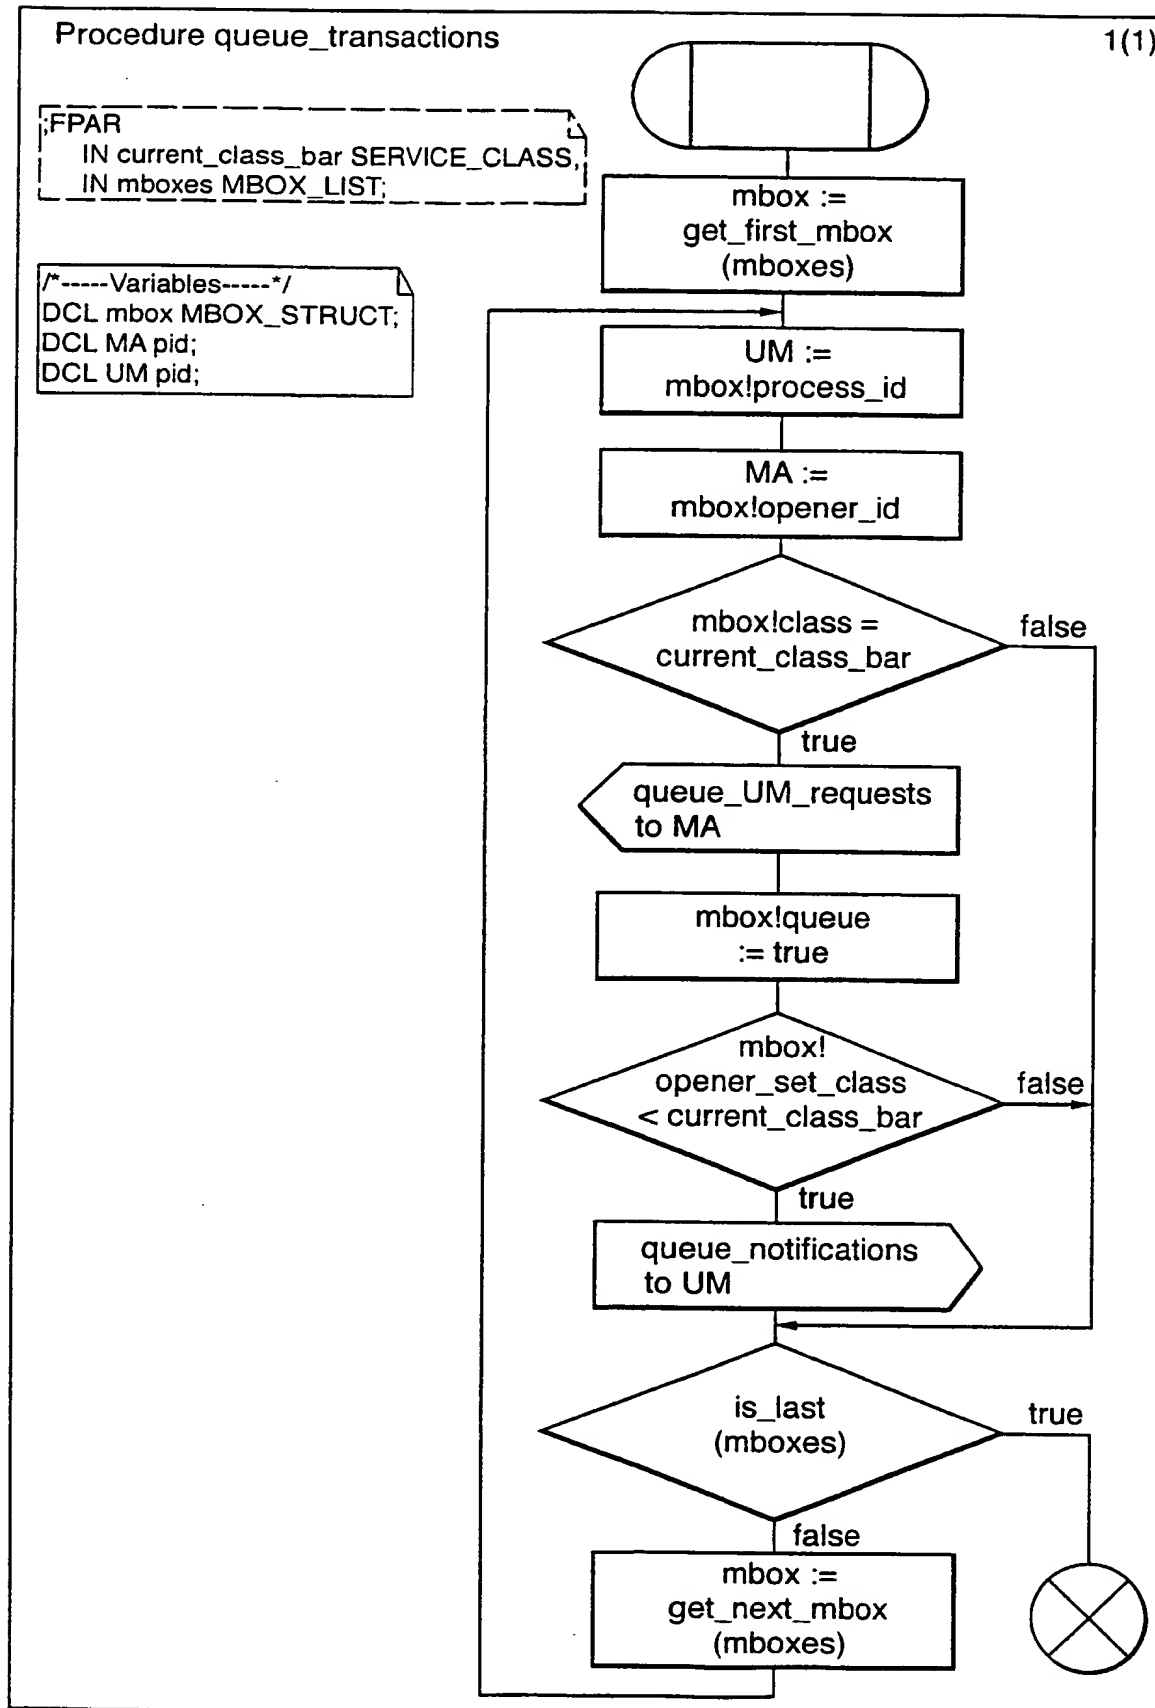 Procedure queue_transactions
1(1)
;FPAR
IN current_class_bar SERVICE_CLASS,
IN mboxes MBOX_LIST;
/*-----Variables-----*/
DCL mbox MBOX_STRUCT;
DCL MA pid;
DCL UM pid;
mbox :=
get_first_mbox
(mboxes)
UM :=
mbox!process_id
MA :=
mbox!opener_id
mbox!class =
current_class_bar
false
true
queue_UM_requests
to MA
mbox!queue
:= true
mbox!
opener_set_class
< current_class_bar
false
true
queue_notifications
to UM
is_last
(mboxes)
true
false
mbox :=
get_next_mbox
(mboxes)